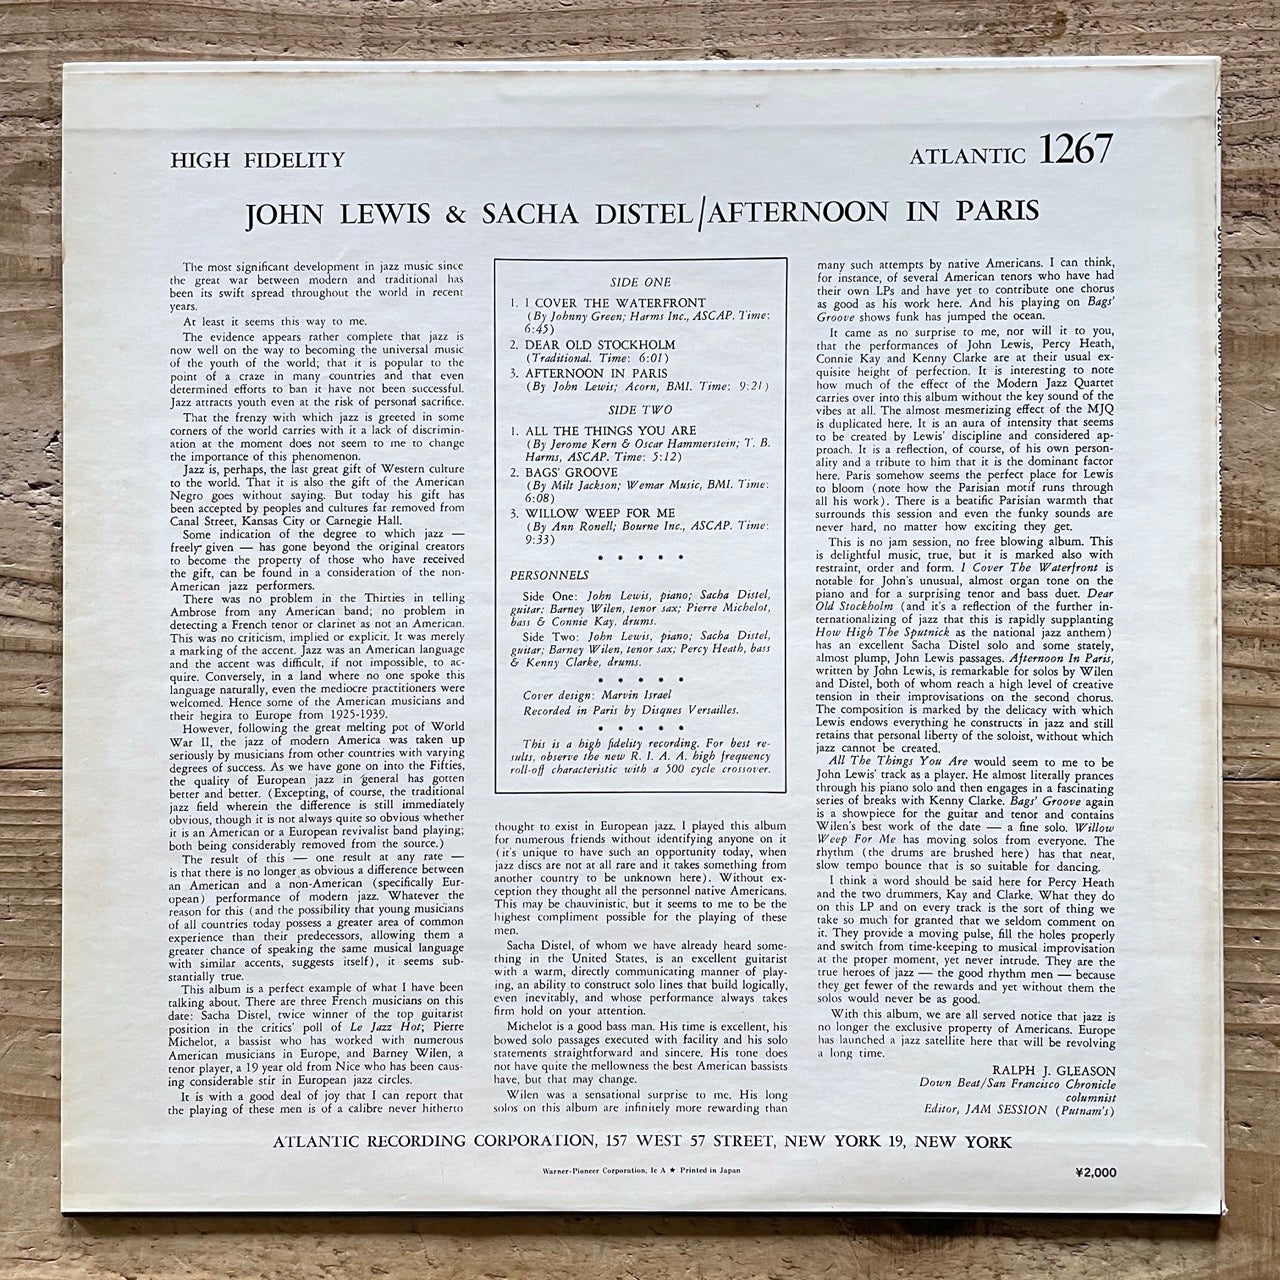 HIGH FIDELITY
ATLANTIC 1267
JOHN LEWIS & SACHA DISTEL/AFTERNOON IN PARIS
The most significant development in jazz music since
the great war between modern and traditional has
been its swift spread throughout the world in recent
years.
At least it seems this way to me.
The evidence appears rather complete that jazz is
now well on the way to becoming the universal music
of the youth of the world; that it is popular to the
point of a craze in many countries and that even
determined efforts to ban it have not been successful.
Jazz attracts youth even at the risk of personal sacrifice.
That the frenzy with which jazz is greeted in some
corners of the world carries with it a lack of discrimin-
ation at the moment does not seem to me to change
the importance of this phenomenon.
Jazz is, perhaps, the last great gift of Western culture
to the world. That it is also the gift of the American
Negro goes without saying. But today his gift has
been accepted by peoples and cultures far removed from
Canal Street, Kansas City or Carnegie Hall.
Some indication of the degree to which jazz —
freely given — has gone beyond the original creators
to become the property of those who have received
the gift, can be found in a consideration of the non-
American jazz performers.
There was no problem in the Thirties in telling
Ambrose from any American band; no problem in
detecting a French tenor or clarinet as not an American.
This was no criticism, implied or explicit. It was merely
a marking of the accent. Jazz was an American language
and the accent was difficult, if not impossible, to ac-
quire. Conversely, in a land where no one spoke this
language naturally, even the mediocre practitioners were
welcomed. Hence some of the American musicians and
their hegira to Europe from 1925-1939.
However, following the great melting pot of World
War II, the jazz of modern America was taken up
seriously by musicians from other countries with varying
degrees of success. As we have gone on into the Fifties,
the quality of European jazz in general has gotten
better and better. (Excepting, of course, the traditional
jazz field wherein the difference is still immediately
obvious, though it is not always quite so obvious whether
it is an American or a European revivalist band playing;
both being considerably removed from the source.)
The result of this — one result at any rate —
is that there is no longer as obvious a difference between
an American and a non-American (specifically Eur-
opean) performance of modern jazz. Whatever the
reason for this (and the possibility that young musicians
of all countries today possess a greater area of common
experience than their predecessors, allowing them a
greater chance of speaking the same musical language
with similar accents, suggests itself), it seems sub-
stantially true.
This album is a perfect example of what I have been
talking about. There are three French musicians on this
date: Sacha Distel, twice winner of the top guitarist
position in the critics' poll of Le Jazz Hot; Pierre
Michelot, a bassist who has worked with numerous
American musicians in Europe, and Barney Wilen, a
tenor player, a 19 year old from Nice who has been caus-
ing considerable stir in European jazz circles.
It is with a good deal of joy that I can report that
the playing of these men is of a calibre never hitherto
SIDE ONE
1. I COVER THE WATERFRONT
(By Johnny Green; Harms Inc., ASCAP. Time:
6:45)
2. DEAR OLD STOCKHOLM
(Traditional. Time: 6:01)
3. AFTERNOON IN PARIS
(By John Lewis; Acorn, BMI. Time: 9:21)
SIDE TWO
1. ALL THE THINGS YOU ARE
(By Jerome Kern & Oscar Hammerstein; T. B.
Harms, ASCAP. Time: 5:12)
2. BAGS' GROOVE
(By Milt Jackson; Wemar Music, BMI. Time:
6:08)
3. WILLOW WEEP FOR ME
(By Ann Ronell; Bourne Inc., ASCAP. Time:
9:33)
PERSONNELS
Side One: John Lewis, piano; Sacha Distel,
guitar; Barney Wilen, tenor sax; Pierre Michelot,
bass & Connie Kay, drums.
Side Two: John Lewis, piano; Sacha Distel,
guitar; Barney Wilen, tenor sax; Percy Heath, bass
& Kenny Clarke, drums.
Cover design: Marvin Israel
Recorded in Paris by Disques Versailles.
This is a high fidelity recording. For best re-
sults, observe the new R. I. A. A. high frequency
roll-off characteristic with a 500 cycle crossover.
thought to exist in European jazz. I played this album
for numerous friends without identifying anyone on it
(it's unique to have such an opportunity today, when
jazz discs are not at all rare and it takes something from
another country to be unknown here). Without ex-
ception they thought all the personnel native Americans.
This may be chauvinistic, but it seems to me to be the
highest compliment possible for the playing of these
men.
Sacha Distel, of whom we have already heard some-
thing in the United States, is an excellent guitarist
with a warm, directly communicating manner of play-
ing, an ability to construct solo lines that build logically,
even inevitably, and whose performance always takes
firm hold on your attention.
Michelot is a good bass man. His time is excellent, his
bowed solo passages executed with facility and his solo
statements straightforward and sincere. His tone does
not have quite the mellowness the best American bassists
have, but that may change.
Wilen was a sensational surprise to me. His long
solos on this album are infinitely more rewarding than
many such attempts by native Americans. I can think,
for instance, of several American tenors who have had
their own LPs and have yet to contribute one chorus
as good as his work here. And his playing on Bags'
Groove shows funk has jumped the ocean.
It came as no surprise to me, nor will it to you,
that the performances of John Lewis, Percy Heath,
Connie Kay and Kenny Clarke are at their usual ex-
quisite height of perfection. It is interesting to note
how much of the effect of the Modern Jazz Quartet
carries over into this album without the key sound of the
vibes at all. The almost mesmerizing effect of the MJQ
is duplicated here. It is an aura of intensity that seems
to be created by Lewis' discipline and considered ap-
proach. It is a reflection, of course, of his own person-
ality and a tribute to him that it is the dominant factor
here. Paris somehow seems the perfect place for Lewis
to bloom (note how the Parisian motif runs through
all his work). There is a beatific Parisian warmth that
surrounds this session and even the funky sounds are
never hard, no matter how exciting they get.
This is no jam session, no free blowing album. This
is delightful music, true, but it is marked also with
restraint, order and form. I Cover The Waterfront is
notable for John's unusual, almost organ tone on the
piano and for a surprising tenor and bass duet. Dear
Old Stockholm (and it's a reflection of the further in-
ternationalizing of jazz that this is rapidly supplanting
How High The Sputnick as the national jazz anthem)
has an excellent Sacha Distel solo and some stately,
almost plump, John Lewis passages. Afternoon In Paris,
written by John Lewis, is remarkable for solos by Wilen
and Distel, both of whom reach a high level of creative
tension in their improvisations on the second chorus.
The composition is marked by the delicacy with which
Lewis endows everything he constructs in jazz and still
retains that personal liberty of the soloist, without which
jazz cannot be created.
All The Things You Are would seem to me to be
John Lewis' track as a player. He almost literally prances
through his piano solo and then engages in a fascinating
series of breaks with Kenny Clarke. Bags' Groove again
is a showpiece for the guitar and tenor and contains
Wilen's best work of the date — a fine solo. Willow
Weep For Me has moving solos from everyone. The
rhythm (the drums are brushed here) has that neat,
slow tempo bounce that is so suitable for dancing.
I think a word should be said here for Percy Heath
and the two drummers, Kay and Clarke. What they do
on this LP and on every track is the sort of thing we
take so much for granted that we seldom comment on
it. They provide a moving pulse, fill the holes properly
and switch from time-keeping to musical improvisation
at the proper moment, yet never intrude. They are the
true heroes of jazz — the good rhythm men — because
they get fewer of the rewards and yet without them the
solos would never be as good.
With this album, we are all served notice that jazz is
no longer the exclusive property of Americans. Europe
has launched a jazz satellite here that will be revolving
a long time.
RALPH J. GLEASON
Down Beat/San Francisco Chronicle
columnist
Editor, JAM SESSION (Putnam's)
ATLANTIC RECORDING CORPORATION, 157 WEST 57 STREET, NEW YORK 19, NEW YORK
Warner-Pioneer Corporation, Ic A ★ Printed in Japan
¥2,000